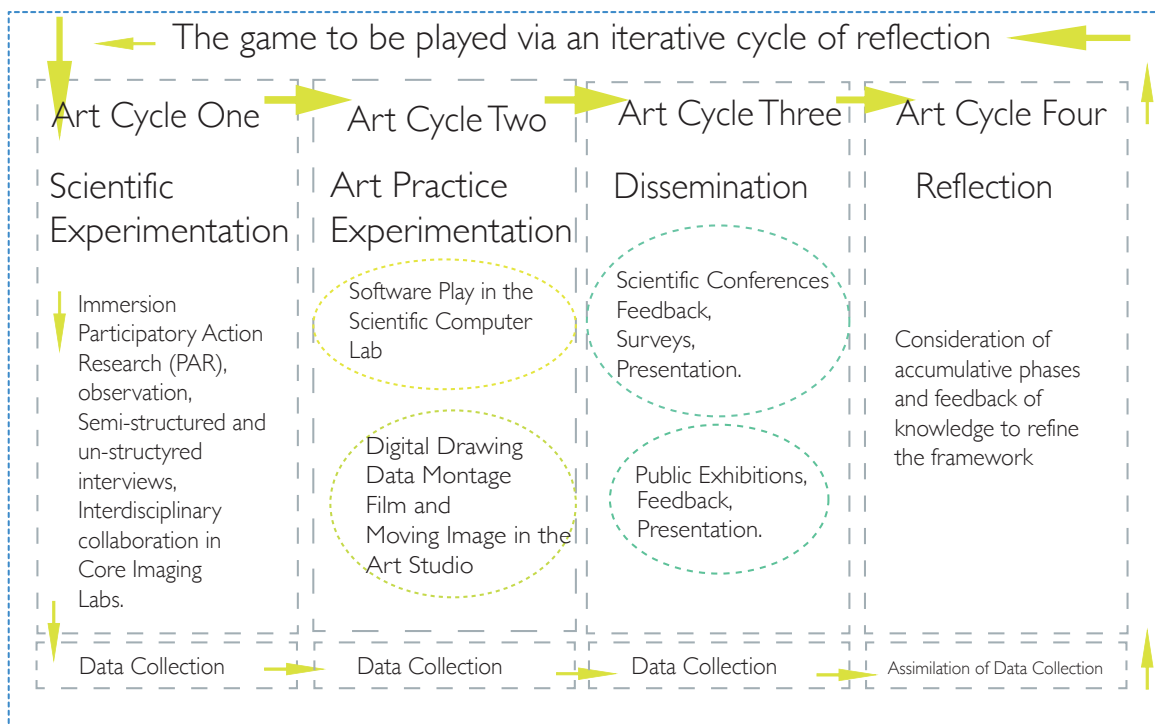 The game to be played via an iterative cycle of reflection
Art Cycle One
Scientific
Experimentation
Immersion
Participatory Action
Research (PAR),
observation,
Semi-structured and
un-structyred
interviews,
Interdisciplinary
collaboration in
Core Imaging
Labs.
Data Collection
Art Cycle Two
Art Practice
Experimentation
Software Play in the
Scientific Computer
Lab
Digital Drawing
Data Montage
Film and
Moving Image in the
Art Studio
Data Collection
Art Cycle Three
Dissemination
Scientific Conferences
Feedback,
Surveys,
Presentation.
Public Exhibitions,
Feedback,
Presentation.
Data Collection
Art Cycle Four
Reflection
Consideration of
accumulative phases
and feedback of
knowledge to refine
the framework
Assimilation of Data Collection